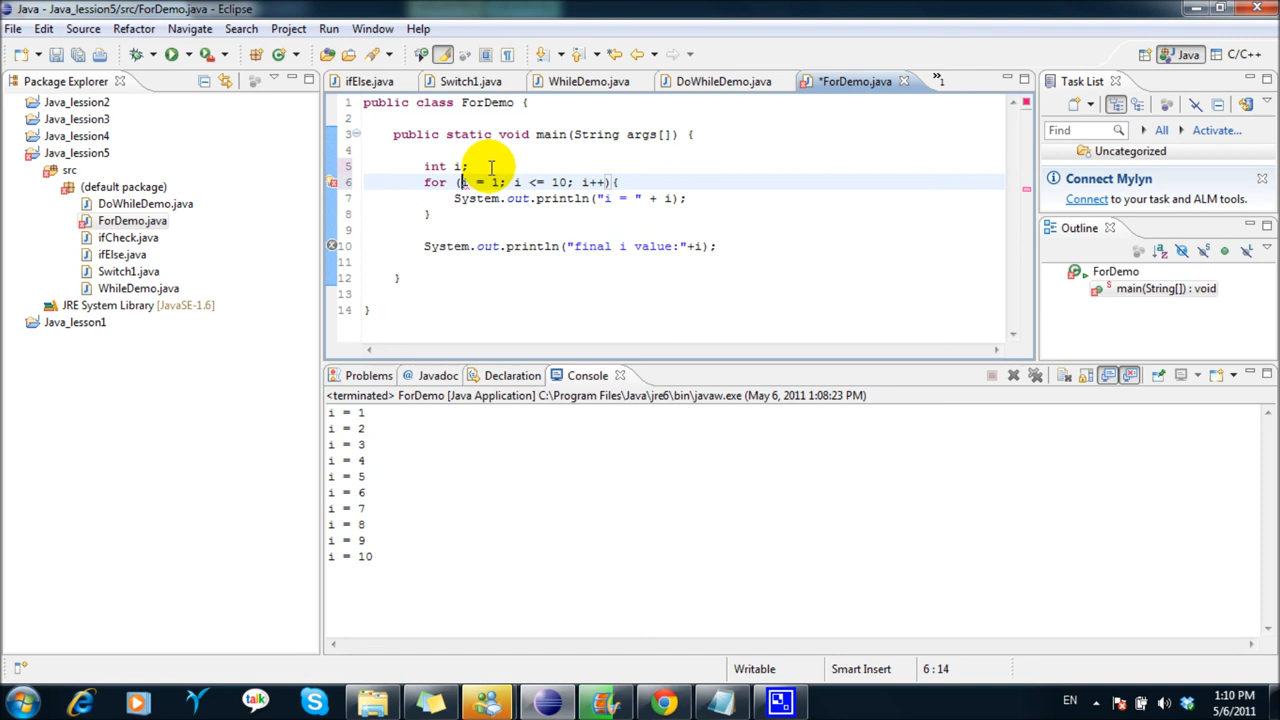 Java - Java_lession5/src/ForDemo.java - Eclipse
File Edit Source Refactor Navigate Search Project Run Window Help
Java C/C++
Package Explorer
Java_lession2
Java_lession3
Java_lession4
Java_lession5
src
(default package)
DoWhileDemo.java
ForDemo.java
ifCheck.java
ifElse.java
Switch1.java
WhileDemo.java
JRE System Library [JavaSE-1.6]
Java_lesson1
ifElse.java Switch1.java WhileDemo.java DoWhileDemo.java *ForDemo.java »1
1 public class ForDemo {
2
3 public static void main(String args[]) {
4
5 int i;
6 for (i = 1; i <= 10; i++){
7 System.out.println("i = " + i);
8 }
9
10 System.out.println("final i value:"+i);
11
12 }
13
14 }
Task List
Find All Activate...
Uncategorized
Connect Mylyn
Connect to your task and ALM tools.
Outline
ForDemo
main(String[]) : void
Problems @ Javadoc Declaration Console
<terminated> ForDemo [Java Application] C:\Program Files\Java\jre6\bin\javaw.exe (May 6, 2011 1:08:23 PM)
i = 1
i = 2
i = 3
i = 4
i = 5
i = 6
i = 7
i = 8
i = 9
i = 10
Writable Smart Insert 6 : 14
talk
EN
1:10 PM
5/6/2011